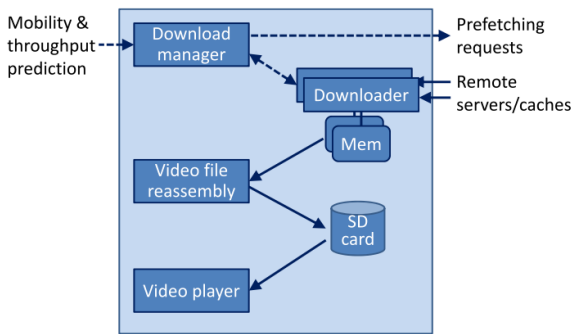 Mobility &
throughput
prediction
Download
manager
Prefetching
requests
Downloader
Remote
servers/caches
Mem
Video file
reassembly
SD
card
Video player